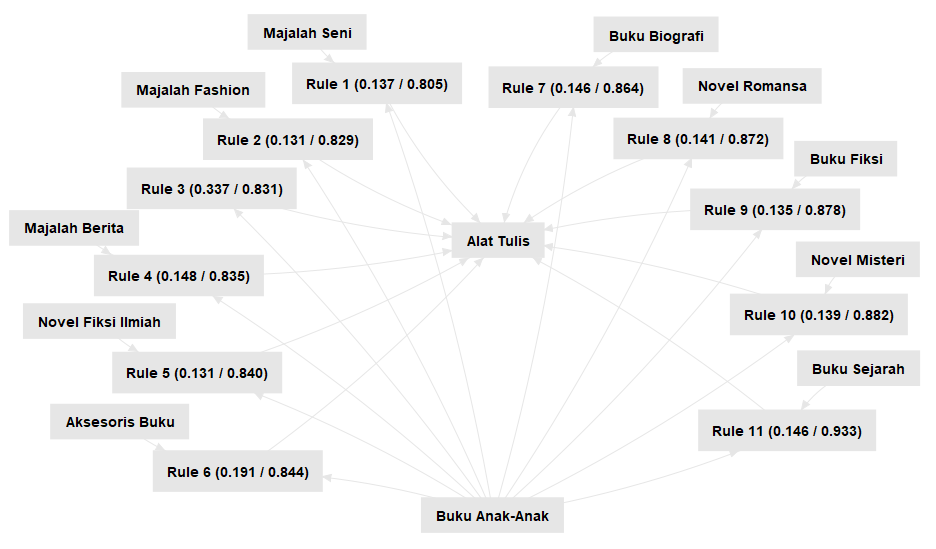 Majalah Seni
Buku Biografi
Rule 1 (0.137 / 0.805)
Rule 7 (0.146 / 0.864)
Majalah Fashion
Novel Romansa
Rule 2 (0.131 / 0.829)
Rule 8 (0.141 / 0.872)
Buku Fiksi
Rule 3 (0.337 / 0.831)
Rule 9 (0.135 / 0.878)
Majalah Berita
Alat Tulis
Novel Misteri
Rule 4 (0.148 / 0.835)
Rule 10 (0.139 / 0.882)
Novel Fiksi Ilmiah
Rule 5 (0.131 / 0.840)
Buku Sejarah
Aksesoris Buku
Rule 11 (0.146 / 0.933)
Rule 6 (0.191 / 0.844)
Buku Anak-Anak